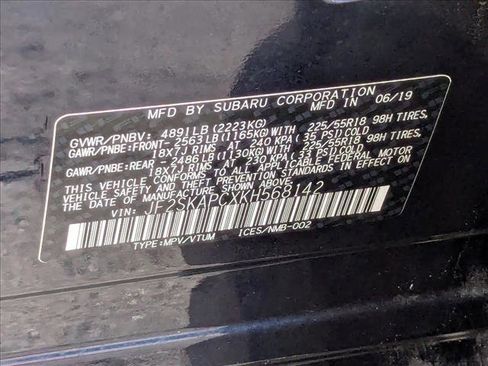 MFD BY SUBARU CORPORATION 06/19
GVWR/PNBV: 4891LB(2223KG)
GAWR/PNBE:FRONT- 2563LB(1165KG)WITH 225/55R18 98H TIRES.
18X7J RIMS AT 240 KPA( 35 PSI)COLD
GAWR/PNBE:REAR - 2486LB(1130KG)WITH 225/55R18 98H TIRES.
18X7J RIMS AT 230 KPA( 33 PSI)COLD.
THIS VEHICLE CONFORMS TO ALL APPLICABLE FEDERAL MOTOR
VEHICLE SAFETY AND THEFT PREVENTION STANDARDS
IN EFFECT ON THE DATE OF MANUFACTURE SHOWN ABOVE.
VIN: JF2SKAPCXKH568142
TYPE:MPV/VTUM ICES/NMB-002